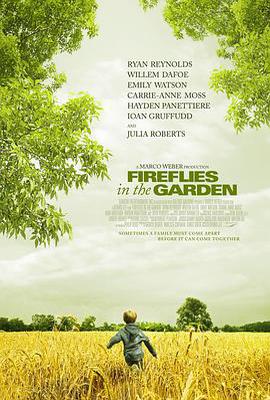 RYAN REYNOLDS
WILLEM DAFOE
EMILY WATSON
CARRIE-ANNE MOSS
HAYDEN PANETTIERE
IOAN GRUFFUDD
AND
JULIA ROBERTS
A MARCO WEBER PRODUCTION
FIREFLIES
in the GARDEN
SOMETIMES A FAMILY MUST COME APART
BEFORE IT CAN COME TOGETHER